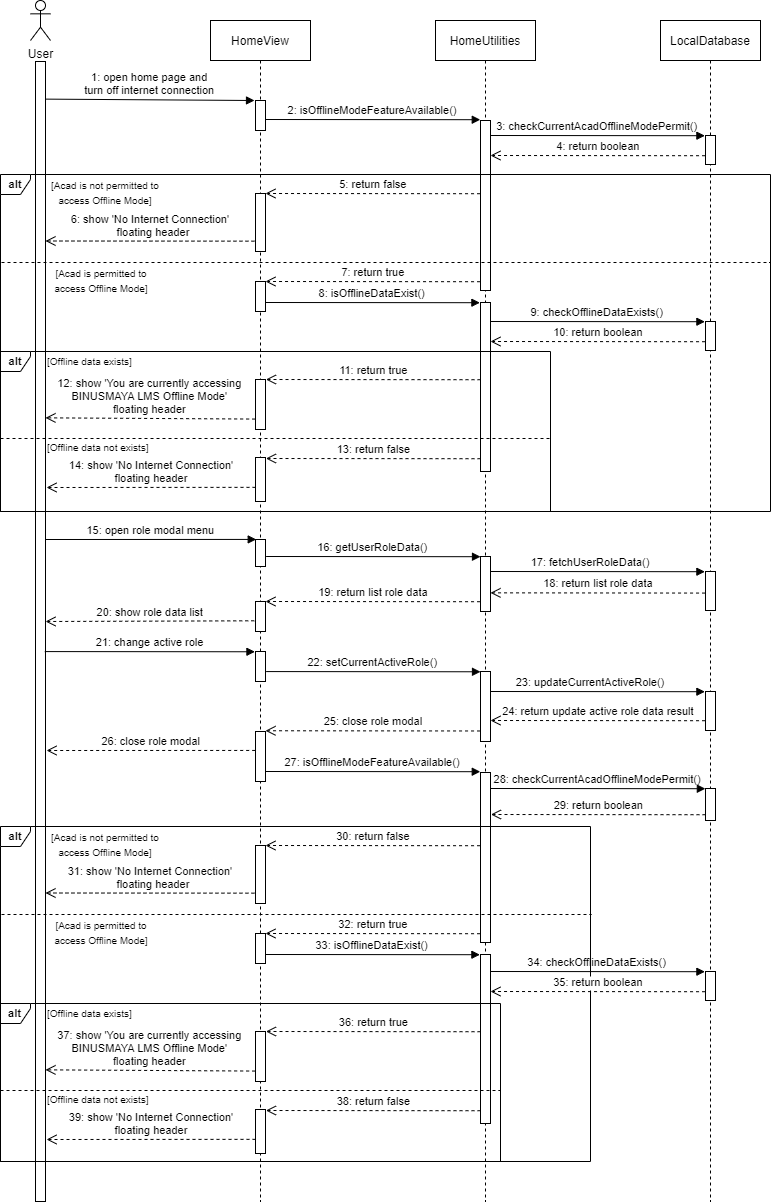 User
HomeView
HomeUtilities
LocalDatabase
1: open home page and
turn off internet connection
2: isOfflineModeFeatureAvailable()
3: checkCurrentAcadOfflineModePermit()
4: return boolean
alt
[Acad is not permitted to
access Offline Mode]
5: return false
6: show 'No Internet Connection'
floating header
[Acad is permitted to
access Offline Mode]
7: return true
8: isOfflineDataExist()
9: checkOfflineDataExists()
10: return boolean
alt
[Offline data exists]
11: return true
12: show 'You are currently accessing
BINUSMAYA LMS Offline Mode'
floating header
[Offline data not exists]
13: return false
14: show 'No Internet Connection'
floating header
15: open role modal menu
16: getUserRoleData()
17: fetchUserRoleData()
18: return list role data
19: return list role data
20: show role data list
21: change active role
22: setCurrentActiveRole()
23: updateCurrentActiveRole()
24: return update active role data result
25: close role modal
26: close role modal
27: isOfflineModeFeatureAvailable()
28: checkCurrentAcadOfflineModePermit()
29: return boolean
alt
[Acad is not permitted to
access Offline Mode]
30: return false
31: show 'No Internet Connection'
floating header
[Acad is permitted to
access Offline Mode]
32: return true
33: isOfflineDataExist()
34: checkOfflineDataExists()
35: return boolean
alt
[Offline data exists]
36: return true
37: show 'You are currently accessing
BINUSMAYA LMS Offline Mode'
floating header
[Offline data not exists]
38: return false
39: show 'No Internet Connection'
floating header